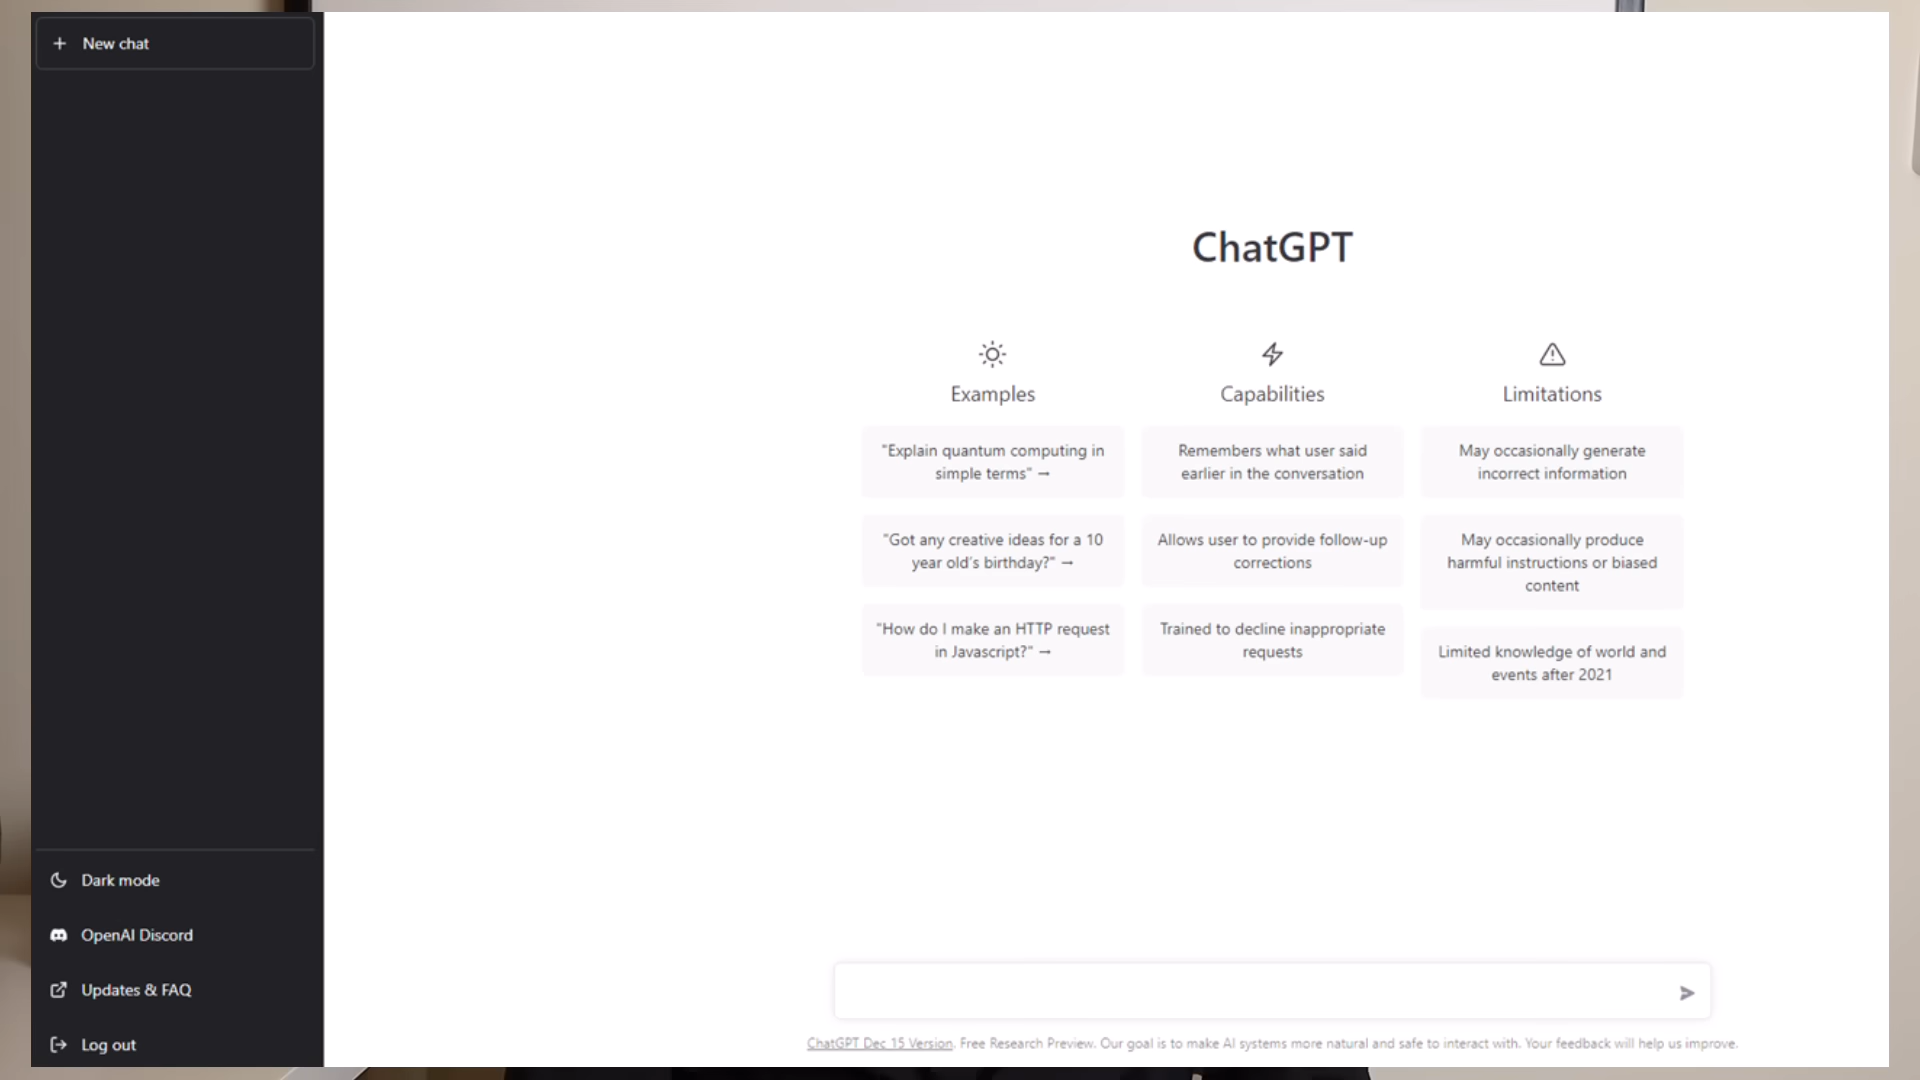 New chat
ChatGPT
Examples
"Explain quantum computing in
simple terms" →
"Got any creative ideas for a 10
year old's birthday?" →
"How do I make an HTTP request
in Javascript?" →
Capabilities
Remembers what user said
earlier in the conversation
Allows user to provide follow-up
corrections
Trained to decline inappropriate
requests
Limitations
May occasionally generate
incorrect information
May occasionally produce
harmful instructions or biased
content
Limited knowledge of world and
events after 2021
Dark mode
OpenAI Discord
Updates & FAQ
Log out
ChatGPT Dec 15 Version. Free Research Preview. Our goal is to make AI systems more natural and safe to interact with. Your feedback will help us improve.